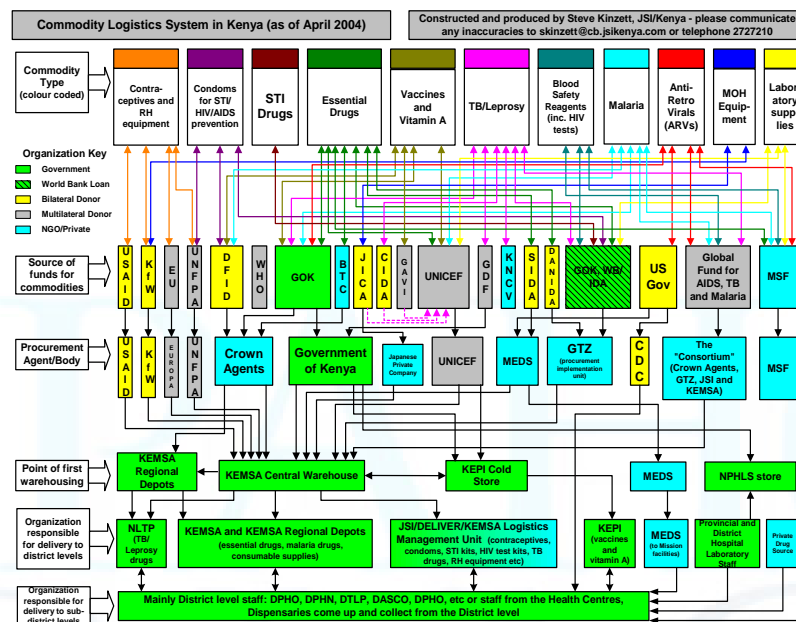 Commodity Logistics System in Kenya (as of April 2004)
Constructed and produced by Steve Kinzett, JSI/Kenya - please communicate
any inaccuracies to skinzett@cb.jsikenya.com or telephone 2727210
Commodity
Type
(colour coded)
Contra-
ceptives and
RH
equipment
Condoms
for STI/
HIV/AIDS
prevention
STI
Drugs
Essential
Drugs
Vaccines
and
Vitamin A
TB/Leprosy
Blood
Safety
Reagents
(inc. HIV
tests)
Malaria
Anti-
Retro
Virals
(ARVs)
MOH
Equip-
ment
Labor
atory
supp
lies
Organization Key
Government
World Bank Loan
Bilateral Donor
Multilateral Donor
NGO/Private
Source of
funds for
commodities
USAID
KfW
EU
UNFPA
DFID
WHO
GOK
BTC
JICA
CIDA
GAVI
UNICEF
GDF
KNCV
SIDA
DANIDA
GOK, WB/
IDA
US
Gov
Global
Fund for
AIDS, TB
and Malaria
MSF
Procurement
Agent/Body
USAID
KfW
EUROPA
UNFPA
Crown
Agents
Government
of Kenya
Japanese
Private
Company
UNICEF
MEDS
GTZ
(procurement
implementation
unit)
CDC
The
"Consortium"
(Crown Agents,
GTZ, JSI and
KEMSA)
MSF
Point of first
warehousing
KEMSA
Regional
Depots
KEMSA Central Warehouse
KEPI Cold
Store
MEDS
NPHLS store
Organization
responsible
for delivery to
district levels
NLTP
(TB/
Leprosy
drugs
KEMSA and KEMSA Regional Depots
(essential drugs, malaria drugs,
consumable supplies)
JSI/DELIVER/KEMSA Logistics
Management Unit (contraceptives,
condoms, STI kits, HIV test kits, TB
drugs, RH equipment etc)
KEPI
(vaccines
and
vitamin A)
MEDS
(to Mission
facilities)
Provincial and
District
Hospital
Laboratory
Staff
Private
Drug
Source
Organization
responsible for
delivery to sub-
district levels
Mainly District level staff: DPHO, DPHN, DTLP, DASCO, DPHO, etc or staff from the Health Centres,
Dispensaries come up and collect from the District level